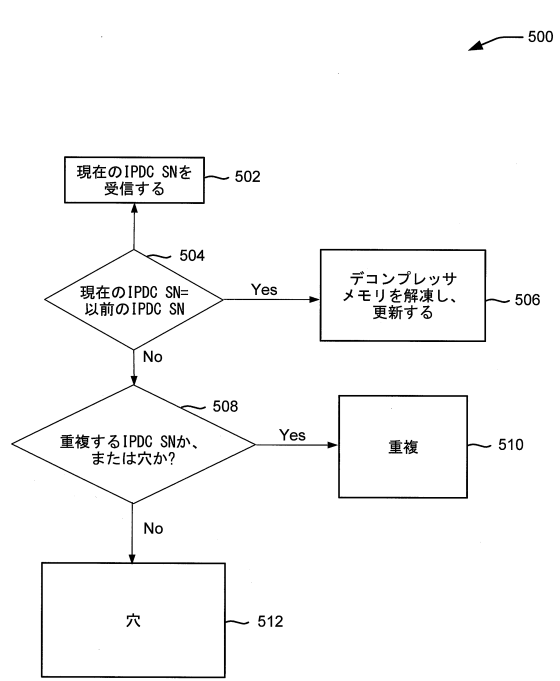 500
現在のIPDC SNを
受信する
502
504
現在のIPDC SN=
以前のIPDC SN
Yes
デコンプレッサ
メモリを解凍し、
更新する
506
No
508
重複するIPDC SNか、
または穴か?
Yes
重複
510
No
穴
512